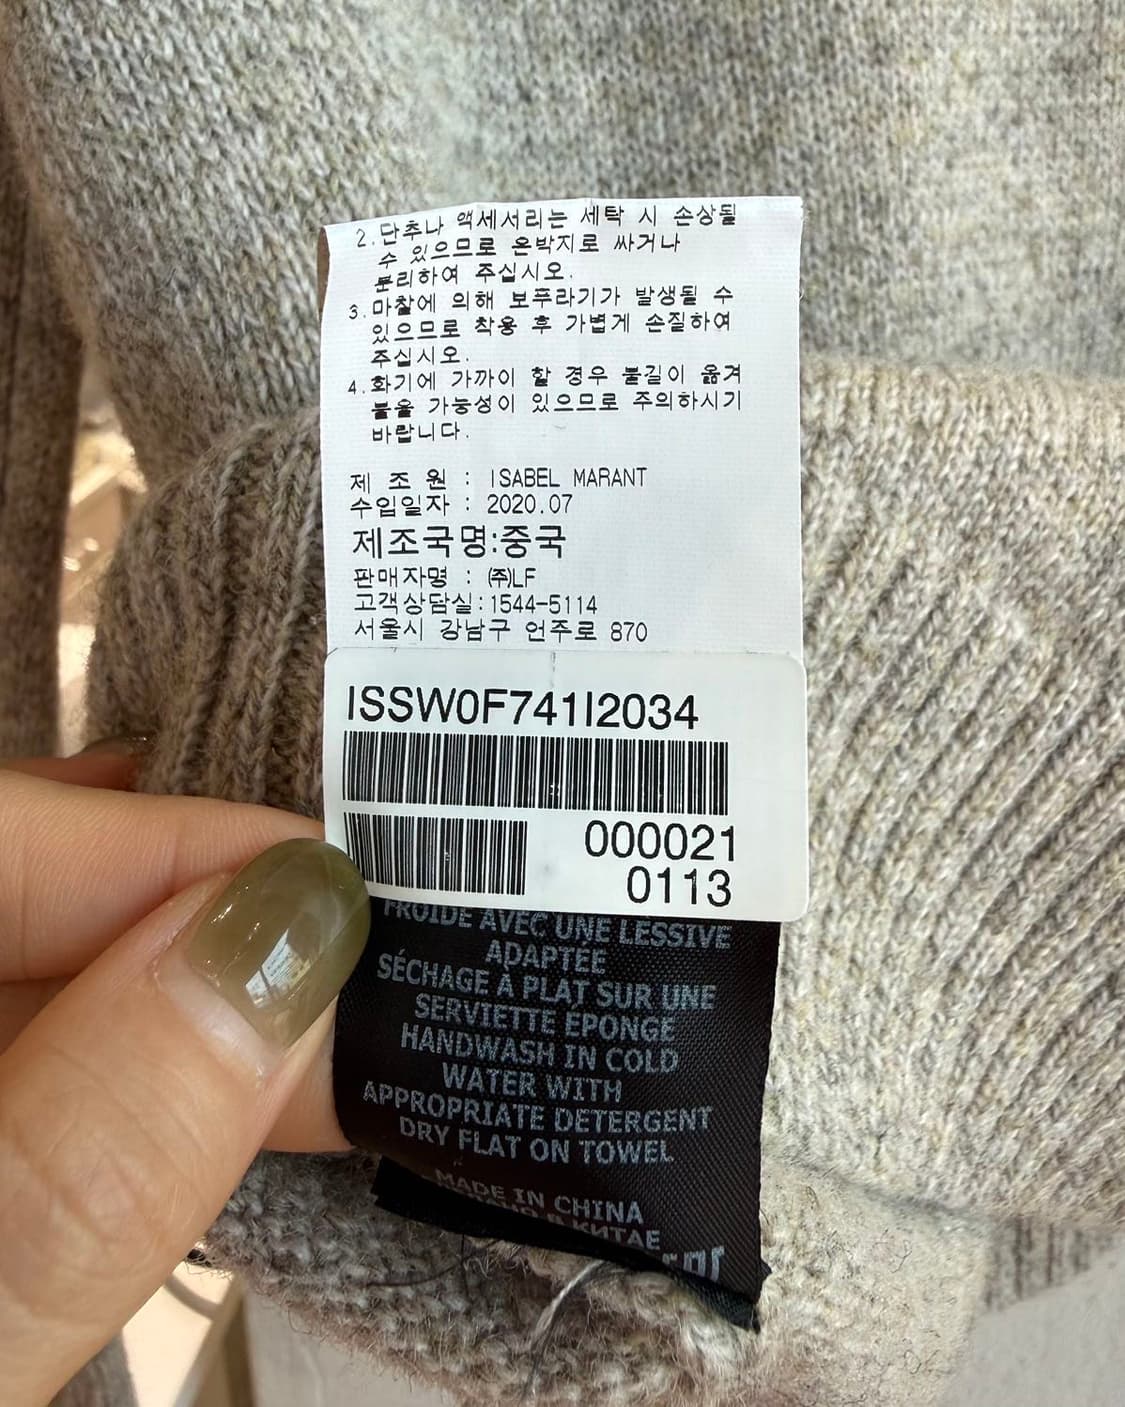 2.단추나 액세서리는 세탁 시 손상될
수 있으므로 은박지로 싸거나
분리하여 주십시오.
3.마찰에 의해 보푸라기가 발생될 수
있으므로 착용 후 가볍게 손질하여
주십시오.
4.화기에 가까이 할 경우 불길이 옮겨
붙을 가능성이 있으므로 주의하시기
바랍니다.
제 조 원 : ISABEL MARANT
수입일자 : 2020.07
제조국명:중국
판매자명 : ㈜LF
고객상담실:1544-5114
서울시 강남구 언주로 870
ISSW0F741I2034
000021
0113
FROIDE AVEC UNE LESSIVE
ADAPTÉE
SÉCHAGE À PLAT SUR UNE
SERVIETTE EPONGE
HANDWASH IN COLD
WATER WITH
APPROPRIATE DETERGENT
DRY FLAT ON TOWEL
MADE IN CHINA
В КИТАЕ